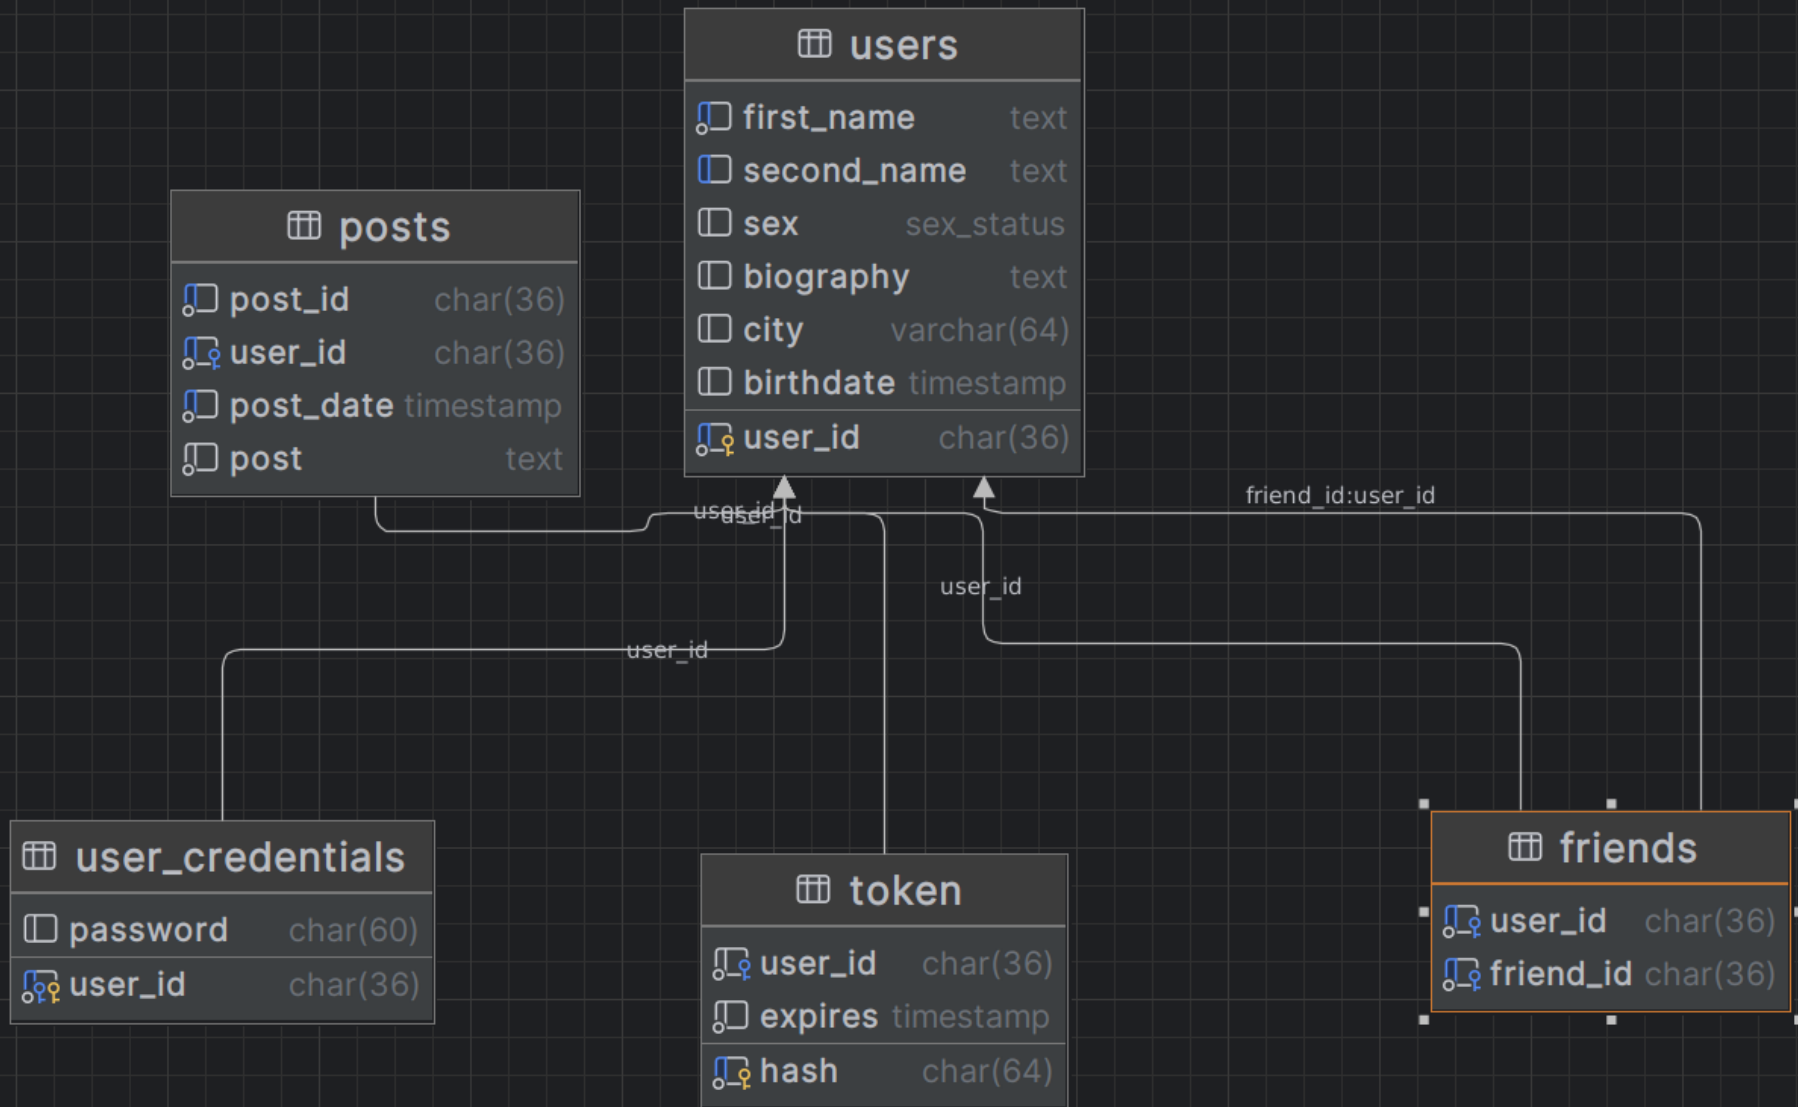 users
first_name text
second_name text
sex sex_status
biography text
city varchar(64)
birthdate timestamp
user_id char(36)
posts
post_id char(36)
user_id char(36)
post_date timestamp
post text
friend_id:user_id
user_id
user_id
user_id
user_id
user_credentials
password char(60)
user_id char(36)
token
user_id char(36)
expires timestamp
hash char(64)
friends
user_id char(36)
friend_id char(36)